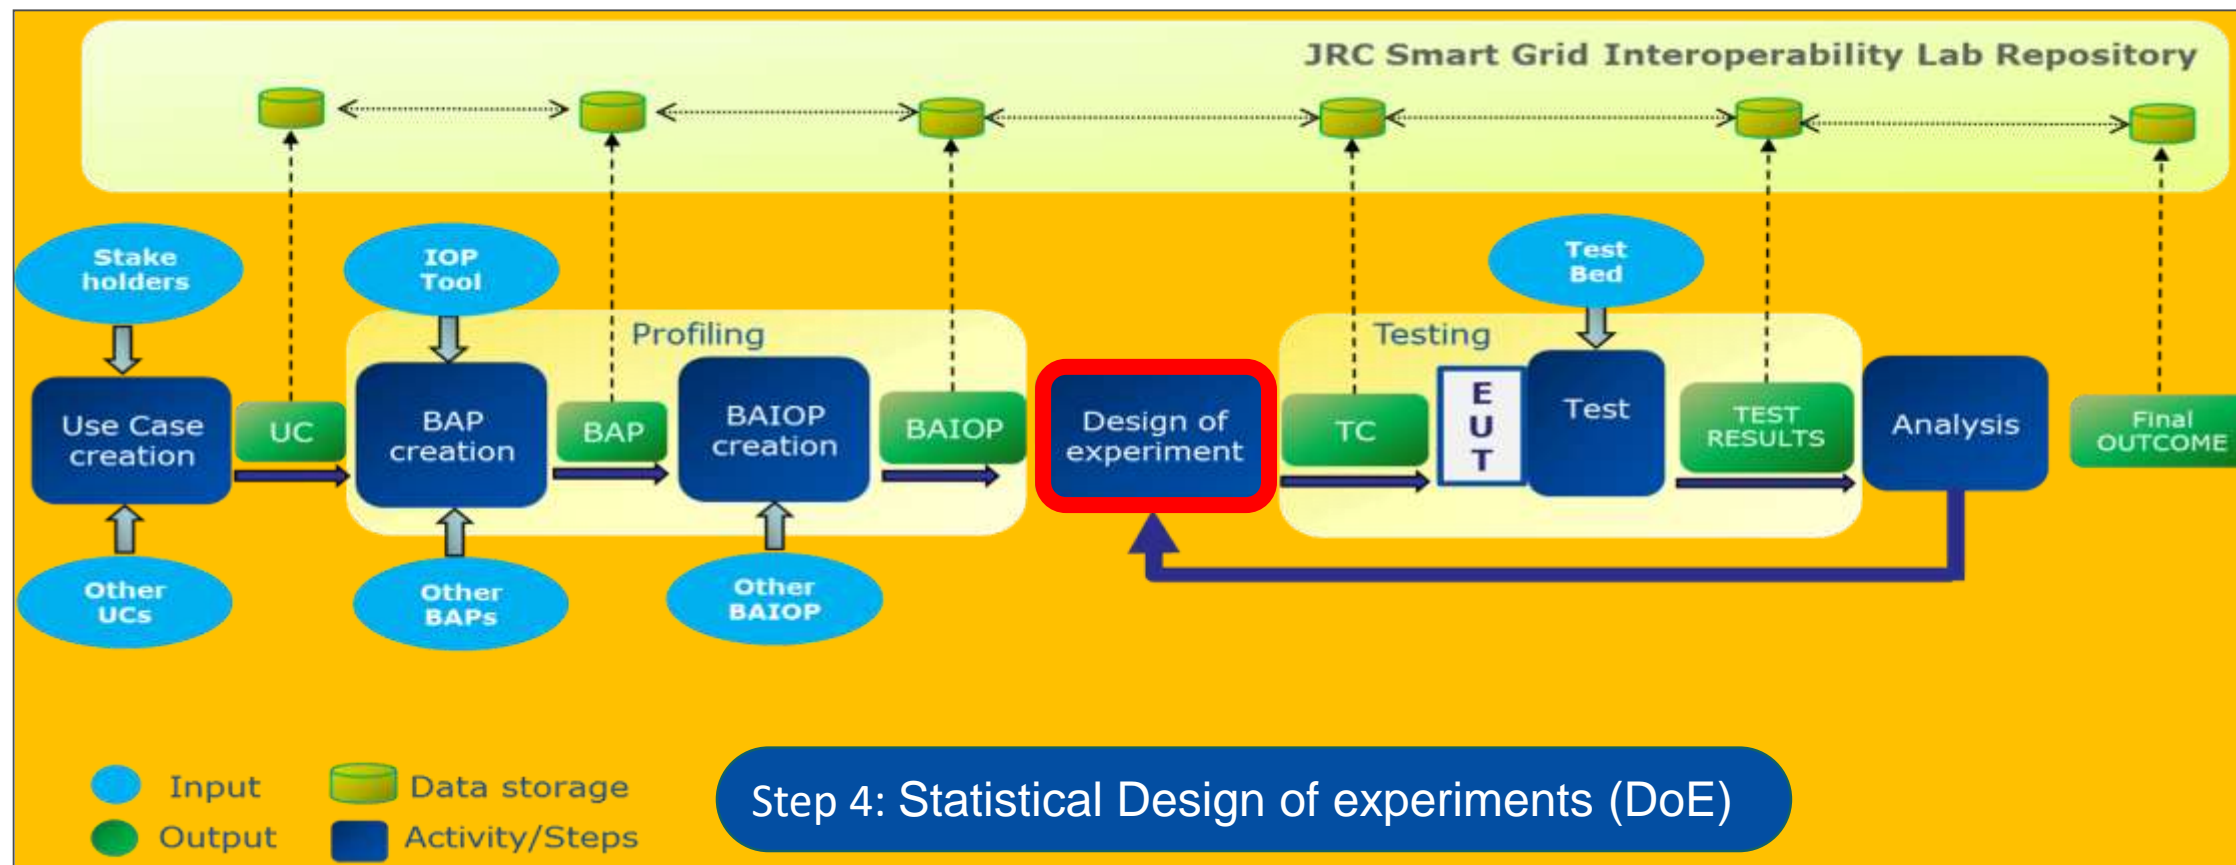 JRC Smart Grid Interoperability Lab Repository
Stake
holders
IOP
Tool
Test
Bed
Profiling
Testing
Use Case
creation
UC
BAP
creation
BAP
BAIOP
creation
BAIOP
Design of
experiment
TC
E
U
T
Test
TEST
RESULTS
Analysis
Final
OUTCOME
Other
UCs
Other
BAPs
Other
BAIOP
Input
Data storage
Output
Activity/Steps
Step 4: Statistical Design of experiments (DoE)